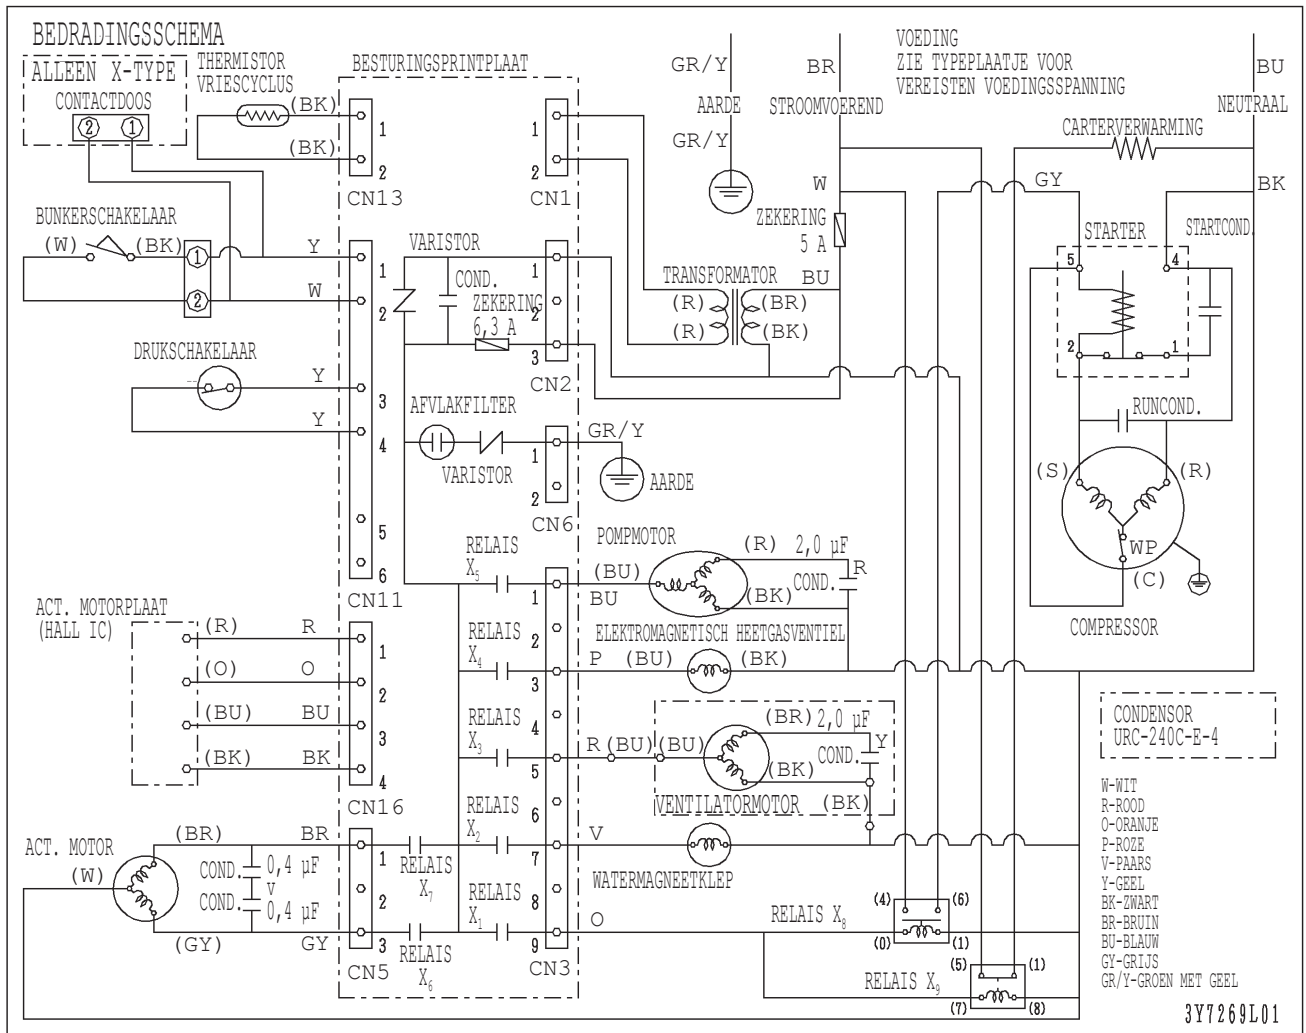 BEDRADINGSSCHEMA
ALLEEN X-TYPE
CONTACTDOOS
2 1
THERMISTOR
VRIESCYCLUS
(BK)
(BK)
BESTURINGSPRINTPLAAT
1
2
CN13
1
2
CN1
GR/Y
AARDE
GR/Y
BR
STROOMVOEREND
W
ZEKERING
5 A
VOEDING
ZIE TYPEPLAATJE VOOR
VEREISTEN VOEDINGSSPANNING
BU
NEUTRAAL
CARTERVERWARMING
GY
BK
BUNKERSCHAKELAAR
(W) (BK) 1 Y
2 W
1
2
VARISTOR
COND.
ZEKERING
6,3 A
1
2
3
CN2
TRANSFORMATOR
BU
(R) (BR)
(R) (BK)
STARTER
STARTCOND.
5 4
2 1
DRUKSCHAKELAAR
Y
Y
3
4
5
6
CN11
AFVLAKFILTER
VARISTOR
1
2
CN6
GR/Y
AARDE
RUNCOND.
(S) (R)
WP
(C)
COMPRESSOR
ACT. MOTORPLAAT
(HALL IC)
(R) R
(O) O
(BU) BU
(BK) BK
1
2
3
4
CN16
RELAIS
X5
RELAIS
X4
RELAIS
X3
RELAIS
X2
RELAIS
X1
1
2
3
4
5
6
7
8
9
CN3
POMPMOTOR
(BU)
BU
(R) 2,0 µF
COND. R
(BK)
ELEKTROMAGNETISCH HEETGASVENTIEL
P (BU) (BK)
(BR) 2,0 µF
R (BU) (BU) COND. Y
(BK)
VENTILATORMOTOR (BK)
V
WATERMAGNEETKLEP
O
ACT. MOTOR
(W)
(BR) BR
COND. 0,4 µF
V
COND. 0,4 µF
(GY) GY
1
2
3
CN5
RELAIS
X7
RELAIS
X6
RELAIS X8
(4) (6)
(0) (1)
RELAIS X9
(5) (1)
(7) (8)
CONDENSOR
URC-240C-E-4
W-WIT
R-ROOD
O-ORANJE
P-ROZE
V-PAARS
Y-GEEL
BK-ZWART
BR-BRUIN
BU-BLAUW
GY-GRIJS
GR/Y-GROEN MET GEEL
3Y7269L01